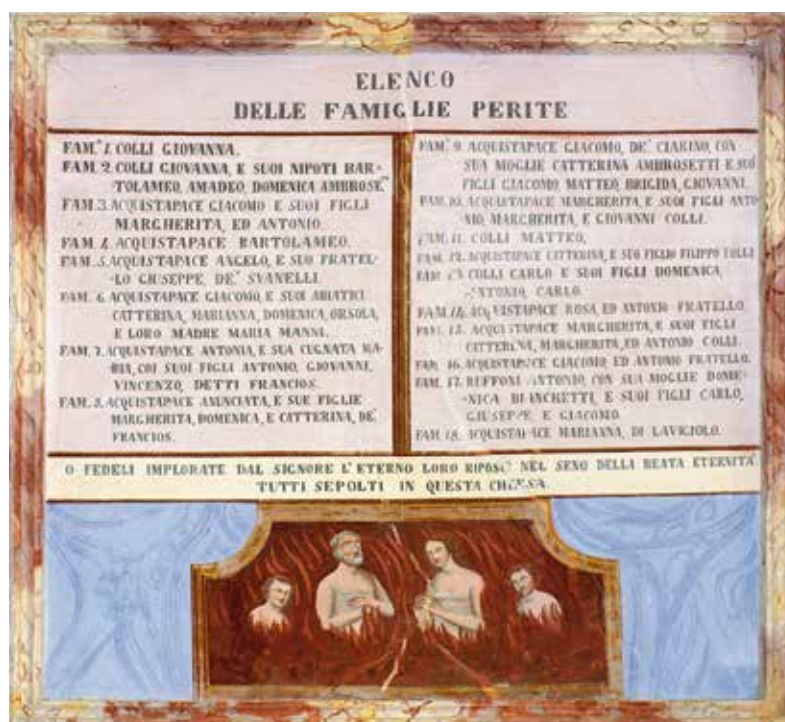 ELENCO
DELLE FAMIGLIE PERITE
FAM.ª 1. COLLI GIOVANNA.
FAM. 2. COLLI GIOVANNA, E SUOI NIPOTI BAR-
TOLAMEO, AMADEO, DOMENICA AMBROSE
FAM. 3. ACQUISTAPACE GIACOMO E SUOI FIGLI
MARGHERITA, ED ANTONIO.
FAM. 4. ACQUISTAPACE BARTOLAMEO.
FAM. 5. ACQUISTAPACE ANGELO, E SUO FRATEL-
LO GIUSEPPE, DE' SVANELLI.
FAM. 6. ACQUISTAPACE GIACOMO, E SUOI ABIATICI
CATTERINA, MARIANNA, DOMENICA, ORSOLA,
E LORO MADRE MARIA MANNI.
FAM. 7. ACQUISTAPACE ANTONIA, E SUA CUGNATA MA-
RIA, COI SUOI FIGLI ANTONIO, GIOVANNI,
VINCENZO, DETTI FRANCIOS.
FAM. 8. ACQUISTAPACE ANUNCIATA, E SUE FIGLIE
MARGHERITA, DOMENICA, E CATTERINA, DE'
FRANCIOS.
FAM. 9. ACQUISTAPACE GIACOMO, DE' CIARINO, CON
SUA MOGLIE CATTERINA AMBROSETTI E SUOI
FIGLI GIACOMO MATTEO, BRIGIDA, GIOVANNI.
FAM. 10. ACQUISTAPACE MARGHERITA, E SUOI FIGLI ANTO-
NIO, MARGHERITA, E GIOVANNI COLLI.
FAM. 11. COLLI MATTEO,
FAM. 12. ACQUISTAPACE CITTERINA, E SUO FIGLIO FILIPPO COLLI
FAM. 13. COLLI CARLO E SUOI FIGLI DOMENICA,
ANTONIO, CARLO.
FAM. 14. ACQUISTAPACE ROSA, ED ANTONIO FRATELLO.
FAM. 15. ACQUISTAPACE MARGHERITA, E SUOI FIGLI
CITTERINA, MARGHERITA, ED ANTONIO COLLI.
FAM. 16. ACQUISTAPACE GIACOMO, ED ANTONIO FRATELLO.
FAM. 17. RUFFONI ANTONIO, CON SUA MOGLIE DOME-
NICA BIANCHETTI, E SUOI FIGLI CARLO,
GIUSEPPE, E GIACOMO.
FAM. 18. ACQUISTAPACE MARIANNA, DI LAVIGIOLO.
O FEDELI IMPLORATE DAL SIGNORE L'ETERNO LORO RIPOSO NEL SENO DELLA BEATA ETERNITÀ
TUTTI SEPOLTI IN QUESTA CHIESA.